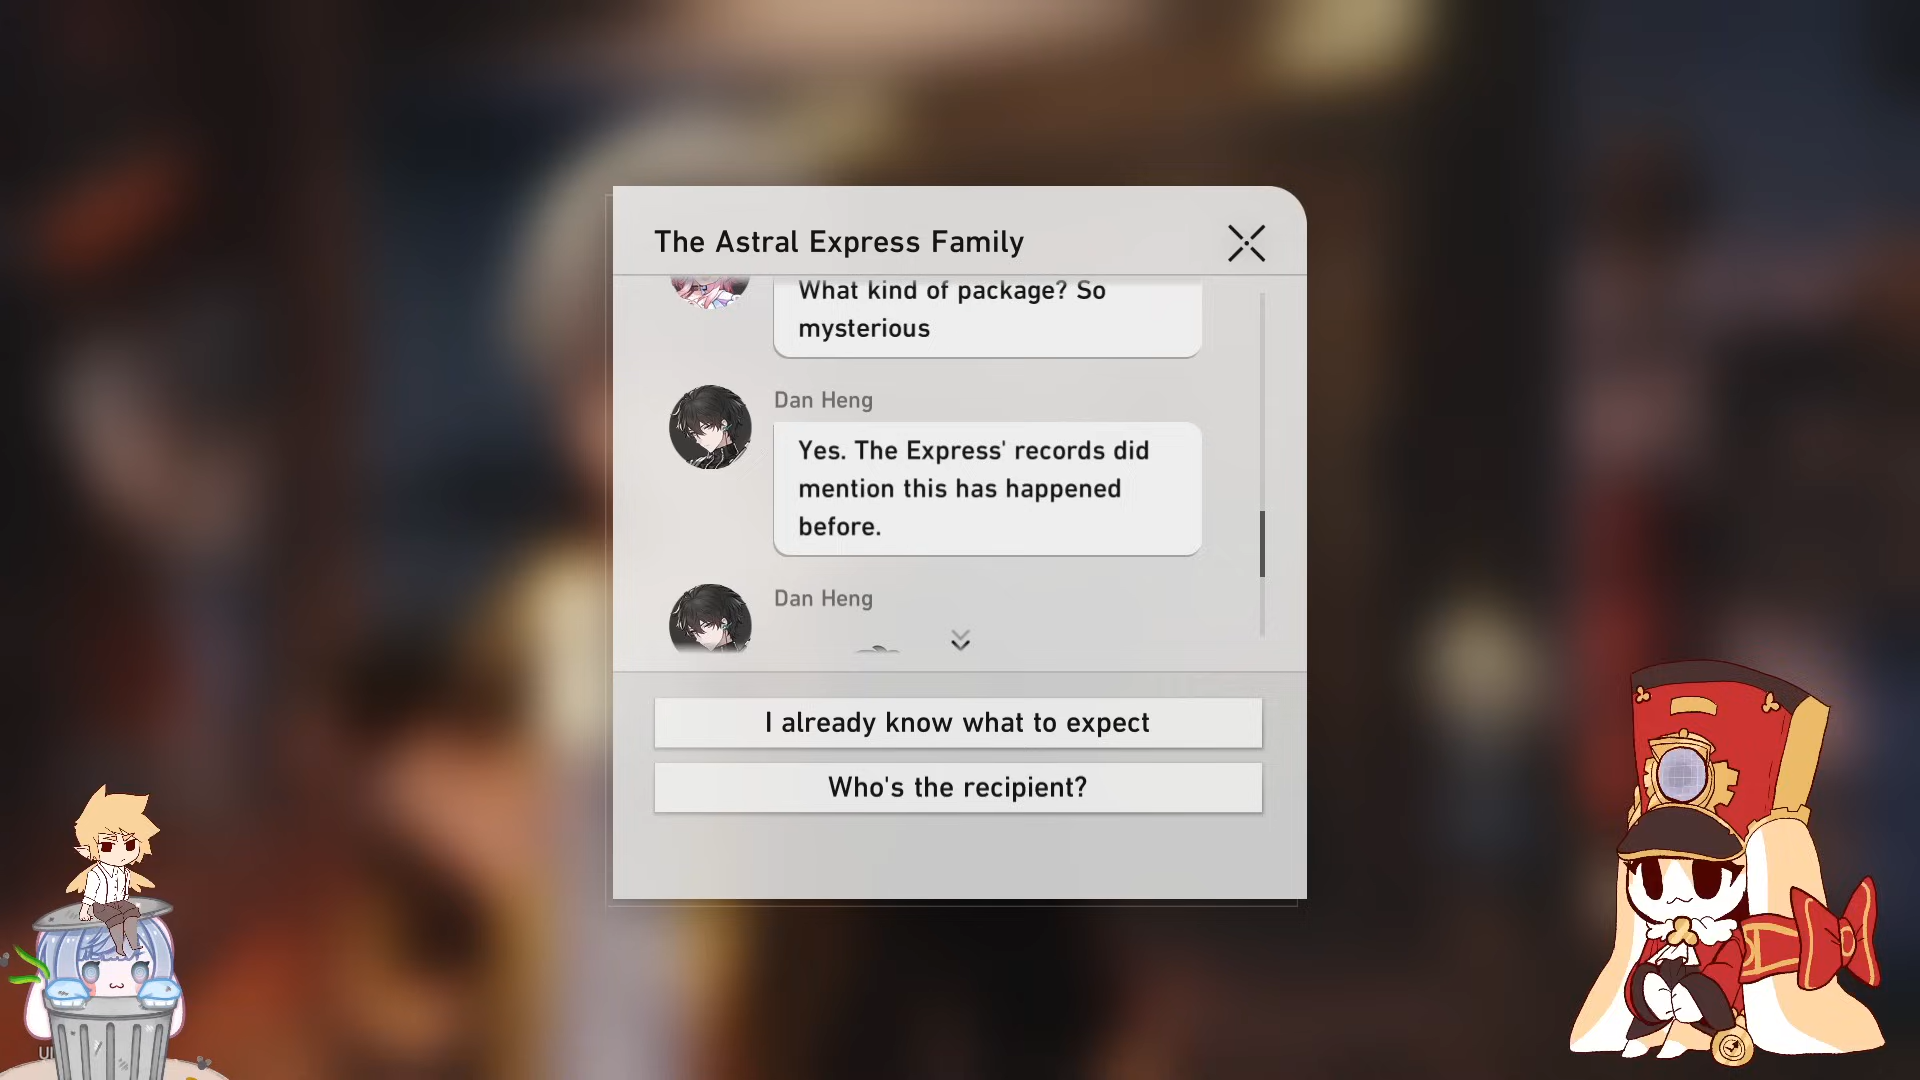 The Astral Express Family
What kind of package? So
mysterious
Dan Heng
Yes. The Express' records did
mention this has happened
before.
Dan Heng
I already know what to expect
Who's the recipient?